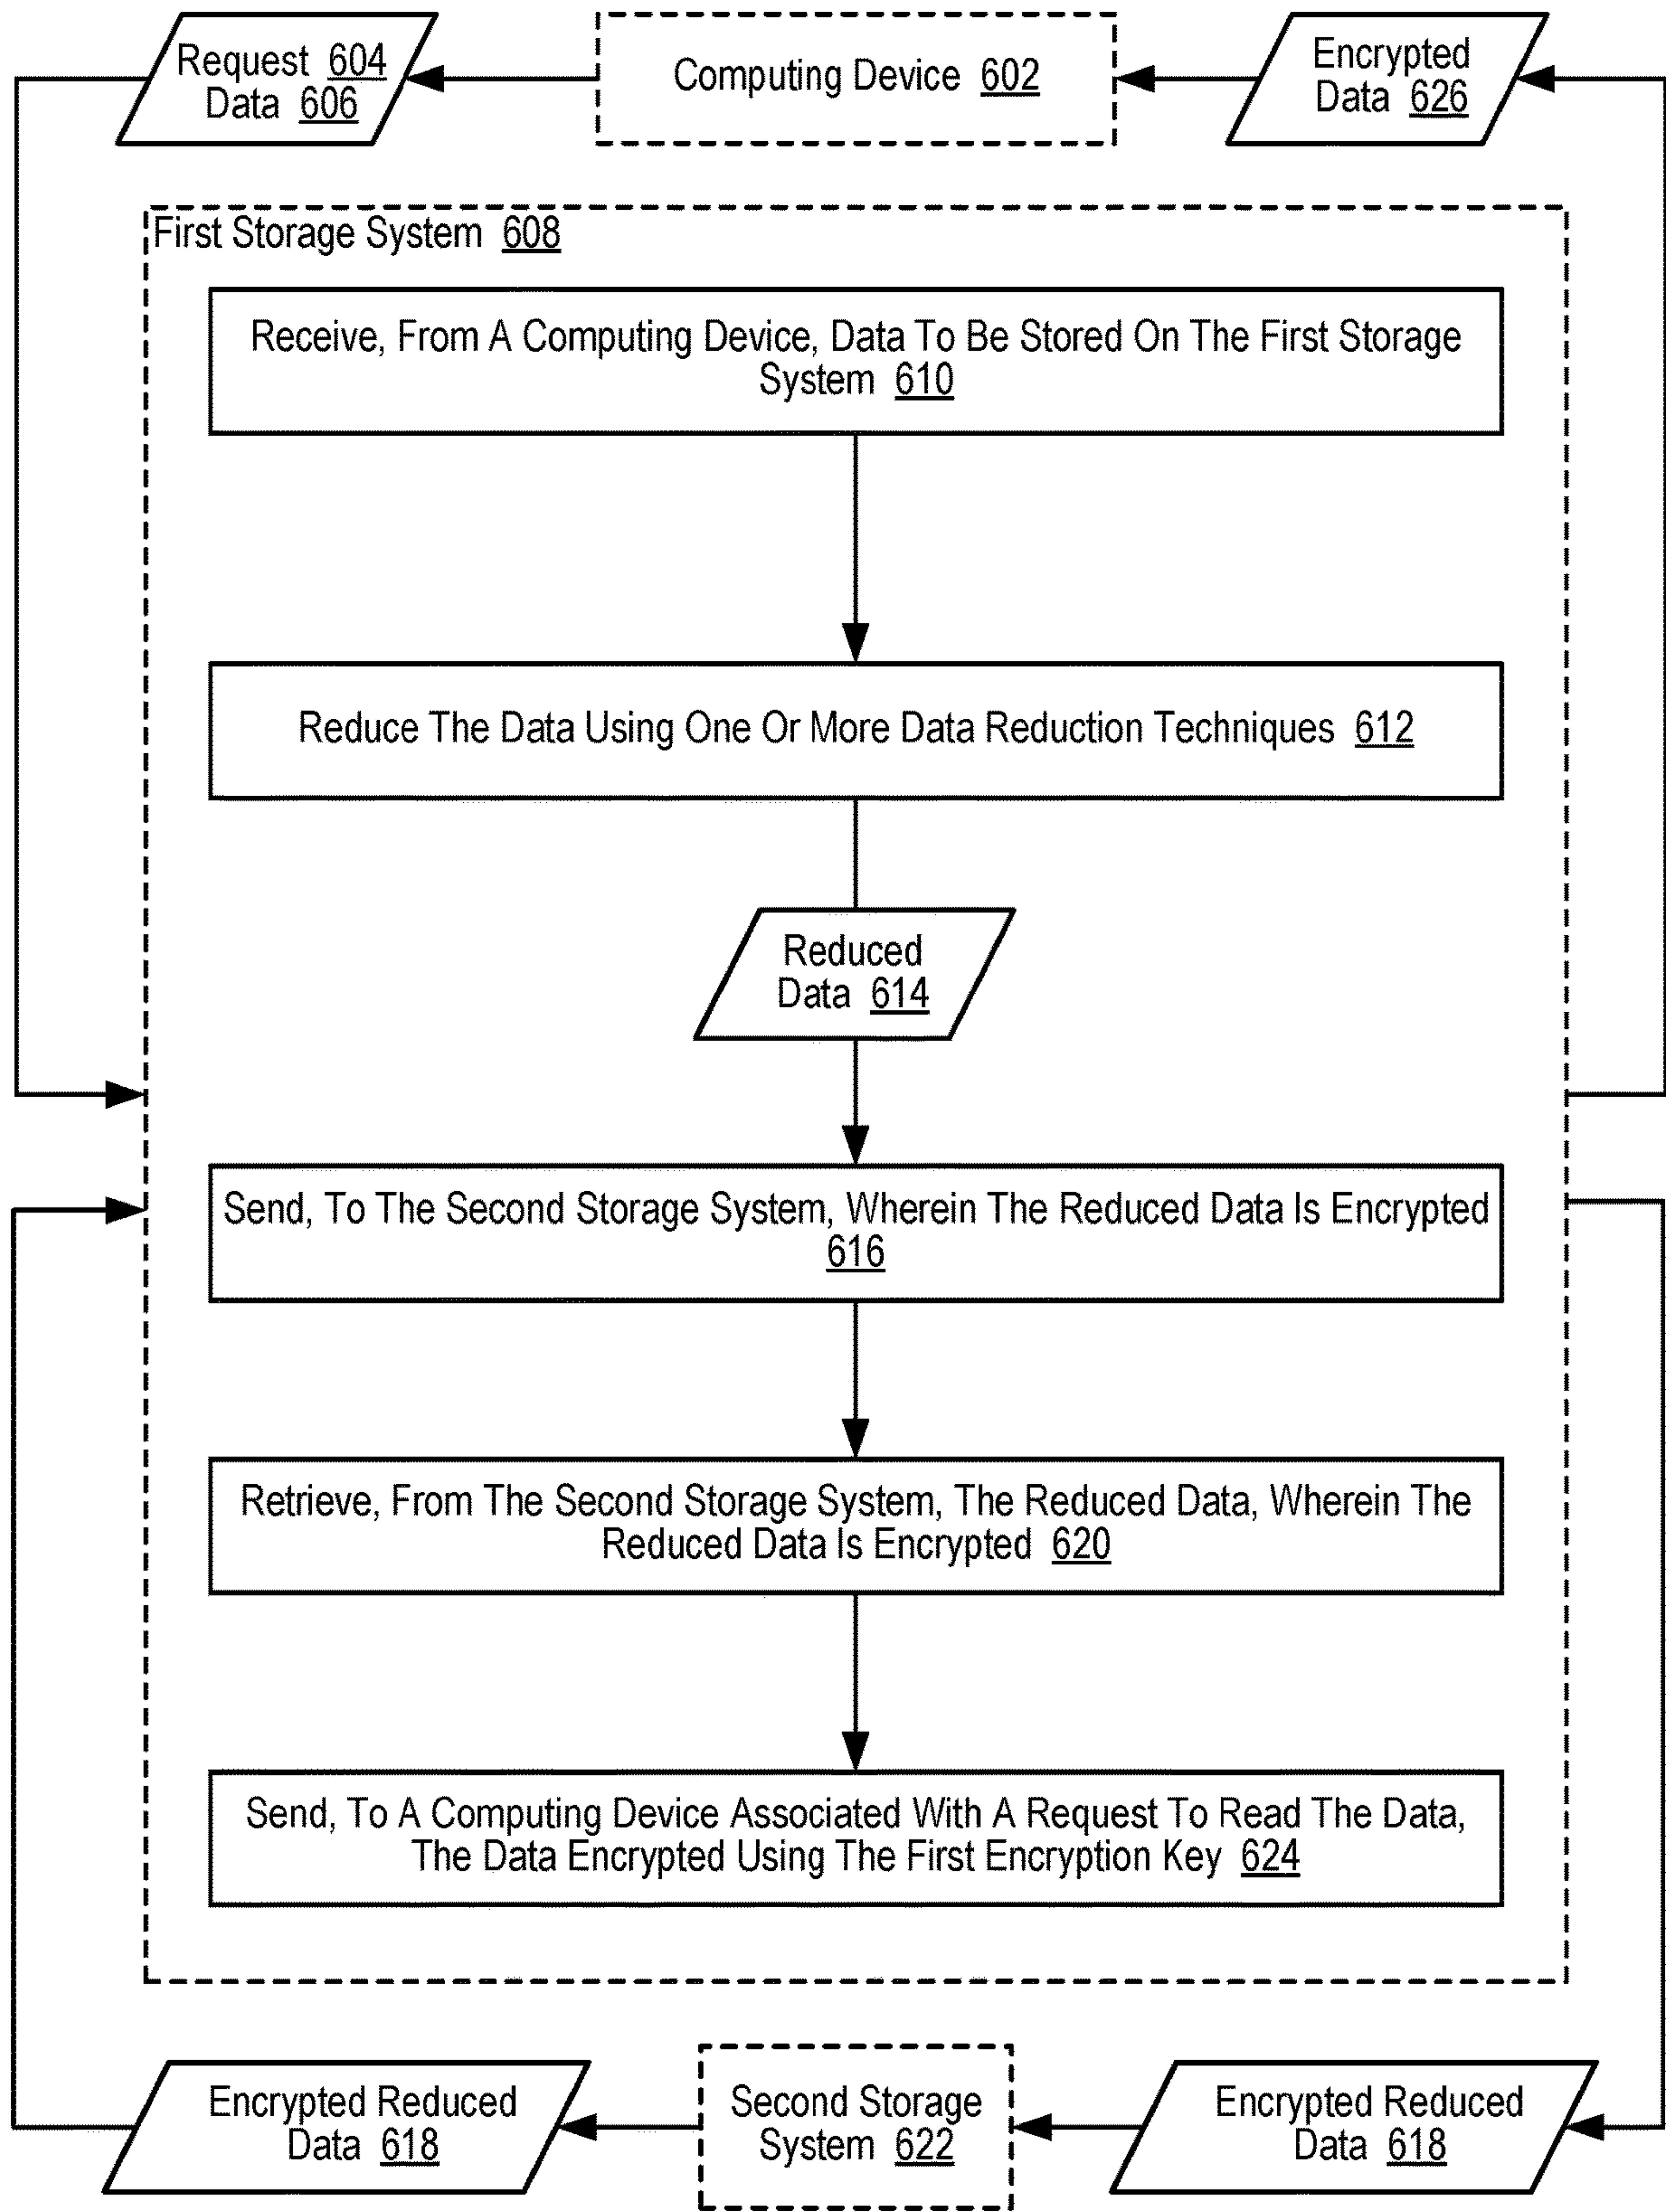 Request 604
Data 606
Computing Device 602
Encrypted
Data 626
First Storage System 608
Receive, From A Computing Device, Data To Be Stored On The First Storage
System 610
Reduce The Data Using One Or More Data Reduction Techniques 612
Reduced
Data 614
Send, To The Second Storage System, Wherein The Reduced Data Is Encrypted
616
Retrieve, From The Second Storage System, The Reduced Data, Wherein The
Reduced Data Is Encrypted 620
Send, To A Computing Device Associated With A Request To Read The Data,
The Data Encrypted Using The First Encryption Key 624
Encrypted Reduced
Data 618
Second Storage
System 622
Encrypted Reduced
Data 618